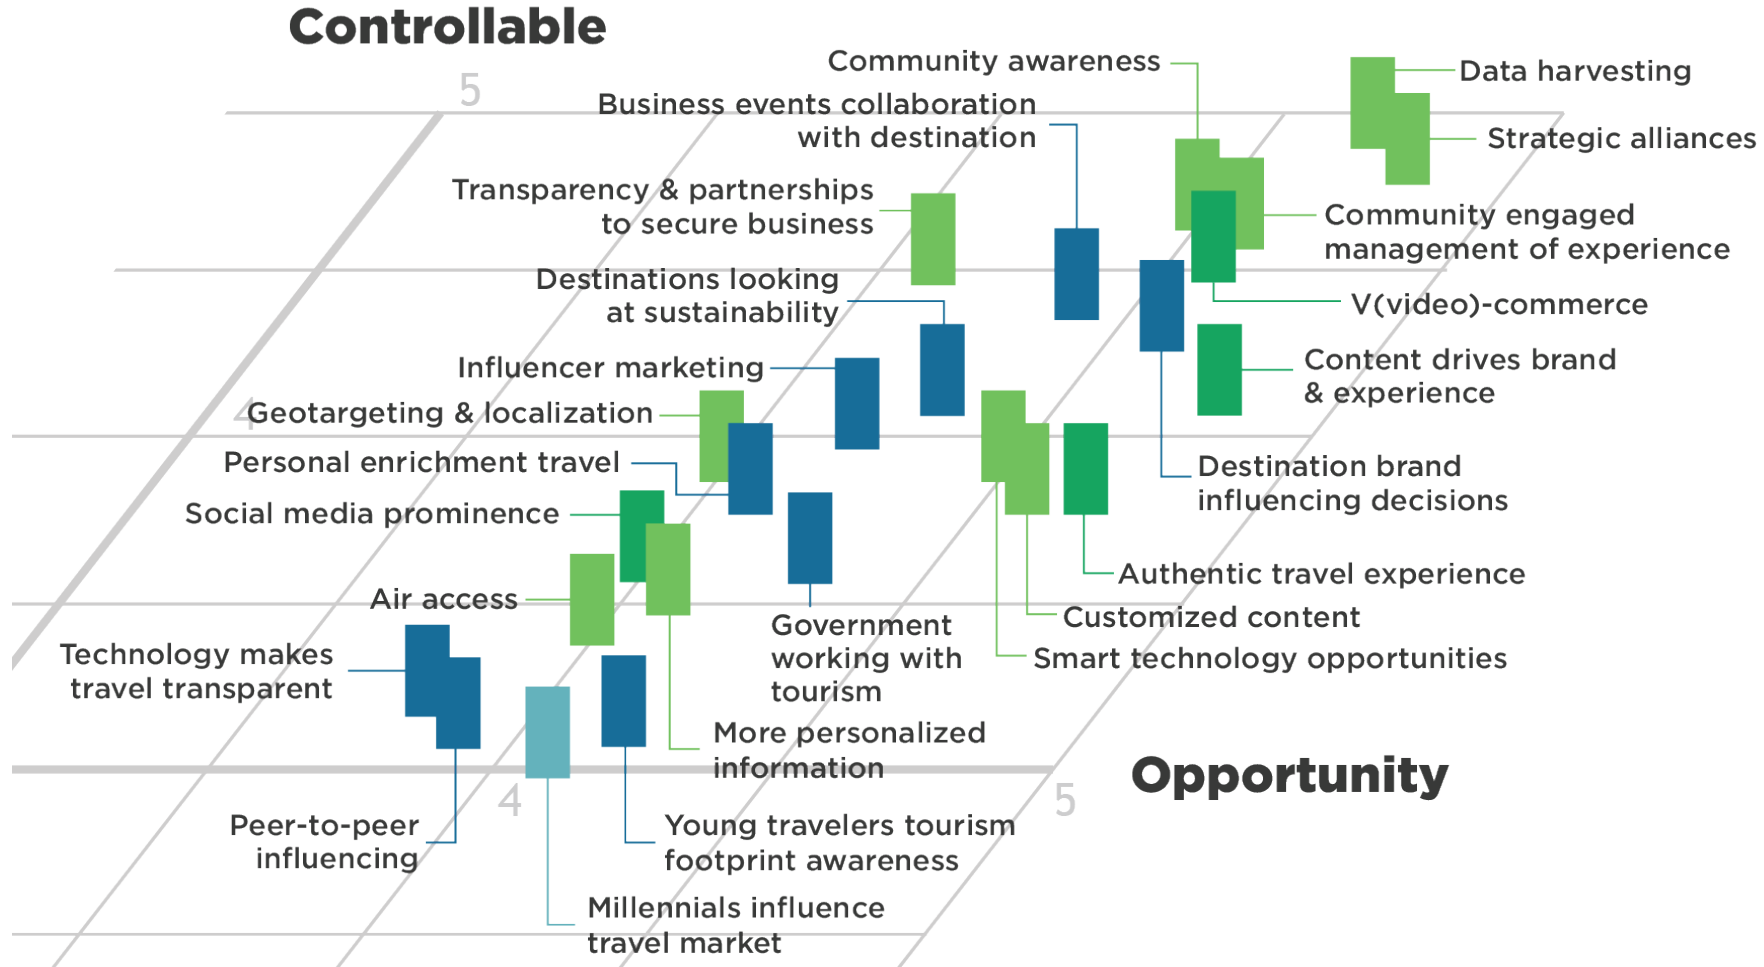 Controllable
5
Community awareness
Data harvesting
Business events collaboration
with destination
Strategic alliances
Transparency & partnerships
to secure business
Community engaged
management of experience
Destinations looking
at sustainability
V(video)-commerce
Influencer marketing
Content drives brand
& experience
4
Geotargeting & localization
Personal enrichment travel
Destination brand
influencing decisions
Social media prominence
Authentic travel experience
Air access
Customized content
Government
working with
tourism
Smart technology opportunities
Technology makes
travel transparent
More personalized
information
Opportunity
4
5
Peer-to-peer
influencing
Young travelers tourism
footprint awareness
Millennials influence
travel market